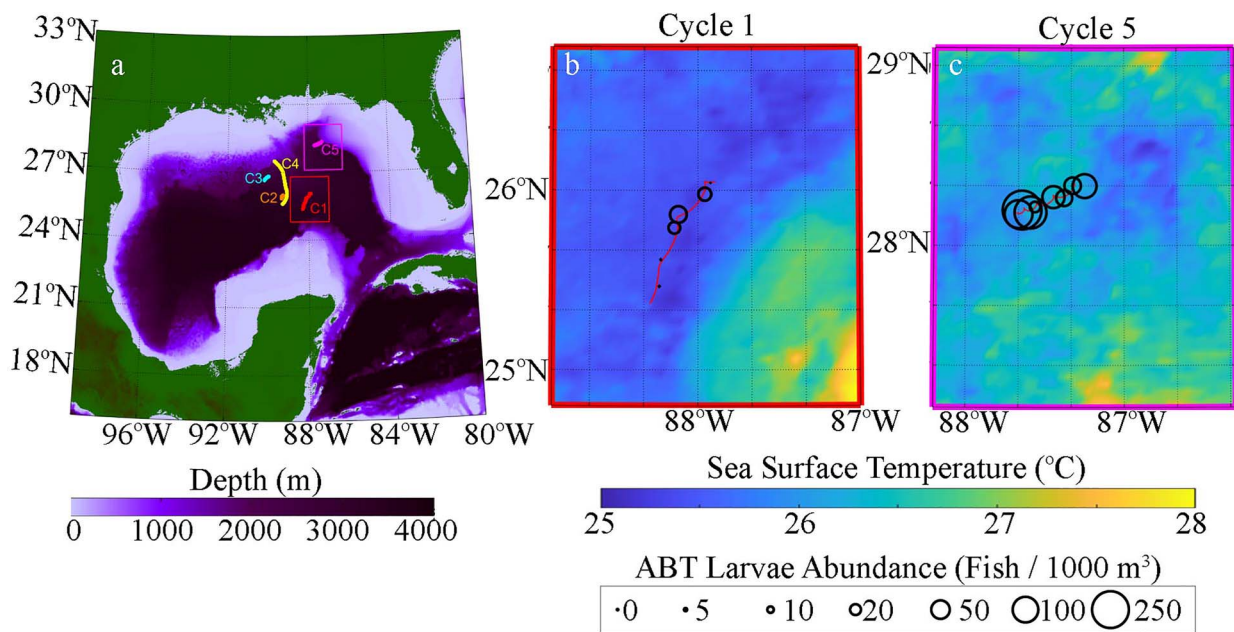 33°N
30°N
27°N
24°N
21°N
18°N
96°W 92°W 88°W 84°W 80°W
a
C5
C4
C3
C2
C1
Depth (m)
0 1000 2000 3000 4000
Cycle 1
b
26°N
25°N
88°W 87°W
Cycle 5
c
29°N
28°N
88°W 87°W
Sea Surface Temperature (°C)
25 26 27 28
ABT Larvae Abundance (Fish / 1000 m³)
0 5 10 20 50 100 250